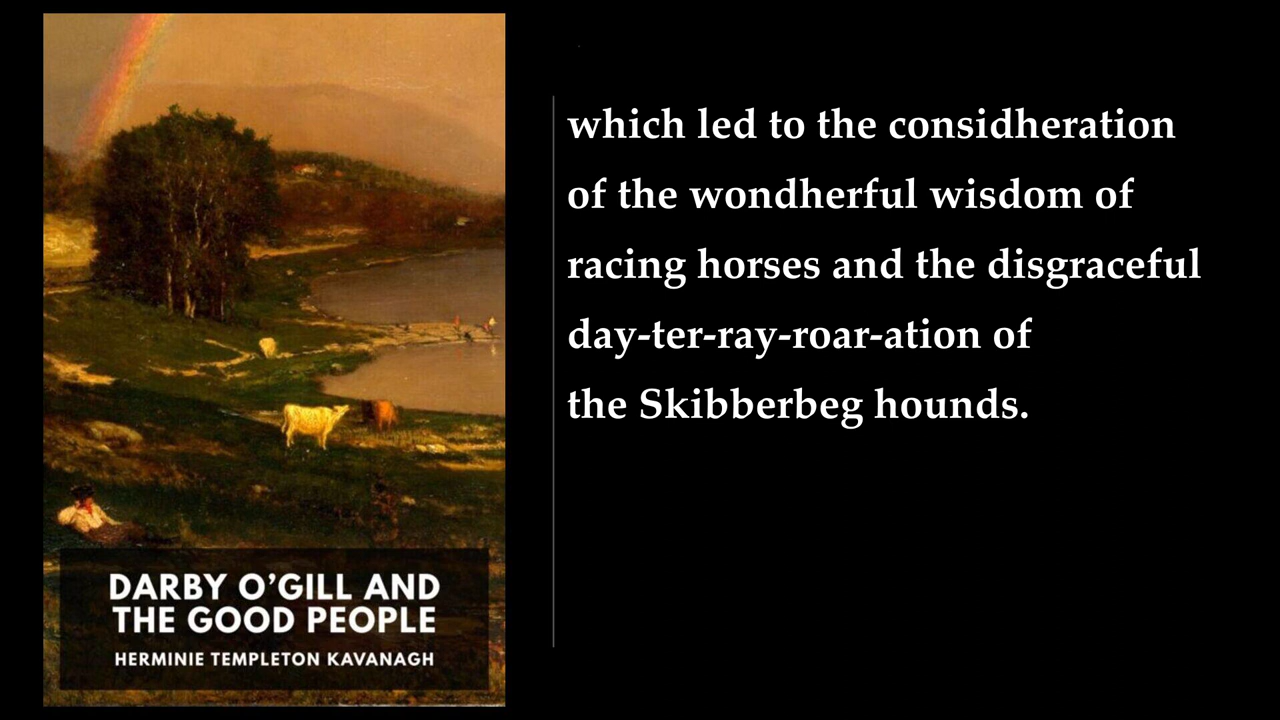 which led to the considheration
of the wondherful wisdom of
racing horses and the disgraceful
day-ter-ray-roar-ation of
the Skibberbeg hounds.
DARBY O’GILL AND
THE GOOD PEOPLE
HERMINIE TEMPLETON KAVANAGH